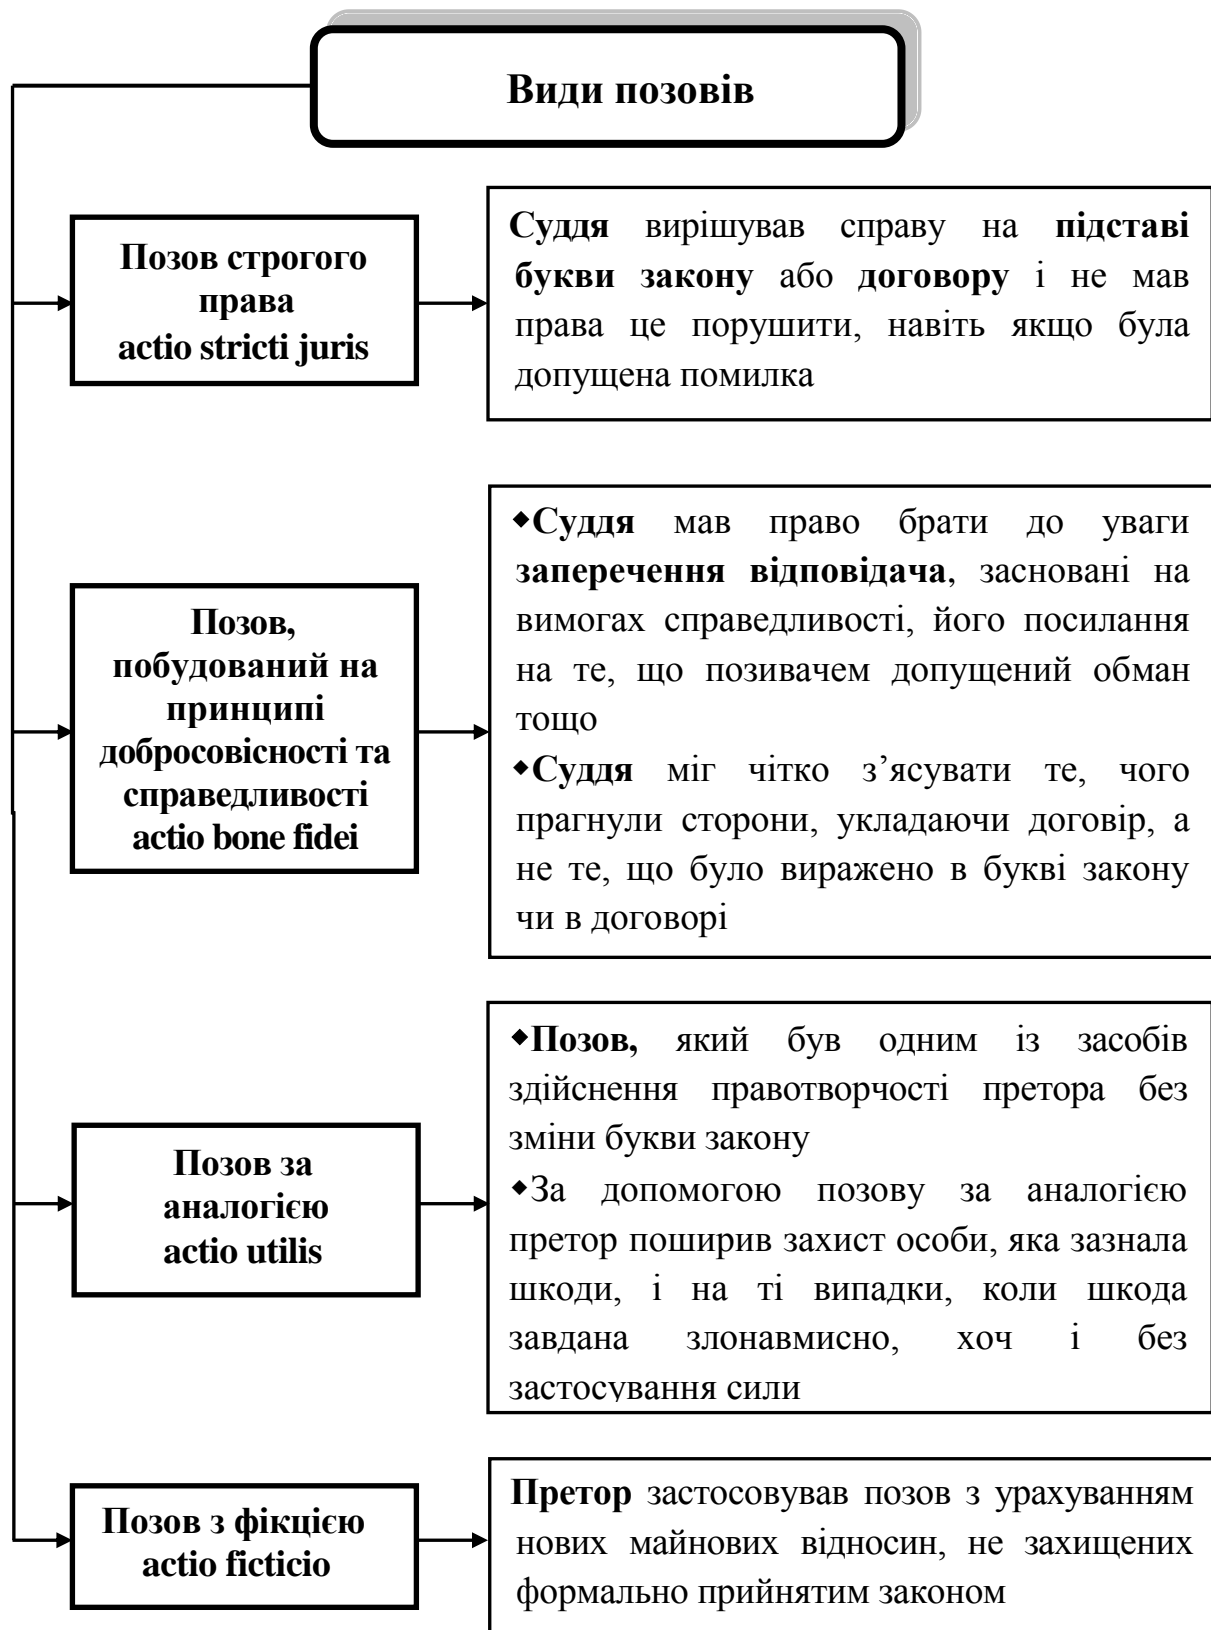 Види позовів
Позов строгого
права
actio stricti juris
Суддя вирішував справу на підставі
букви закону або договору і не мав
права це порушити, навіть якщо була
допущена помилка
Позов,
побудований на
принципі
добросовісності та
справедливості
actio bone fidei
◆Суддя мав право брати до уваги
заперечення відповідача, засновані на
вимогах справедливості, його посилання
на те, що позивачем допущений обман
тощо
◆Суддя міг чітко з’ясувати те, чого
прагнули сторони, укладаючи договір, а
не те, що було виражено в букві закону
чи в договорі
Позов за
аналогією
actio utilis
◆Позов, який був одним із засобів
здійснення правотворчості претора без
зміни букви закону
◆За допомогою позову за аналогією
претор поширив захист особи, яка зазнала
шкоди, і на ті випадки, коли шкода
завдана злонавмисно, хоч і без
застосування сили
Позов з фікцією
actio ficticio
Претор застосовував позов з урахуванням
нових майнових відносин, не захищених
формально прийнятим законом